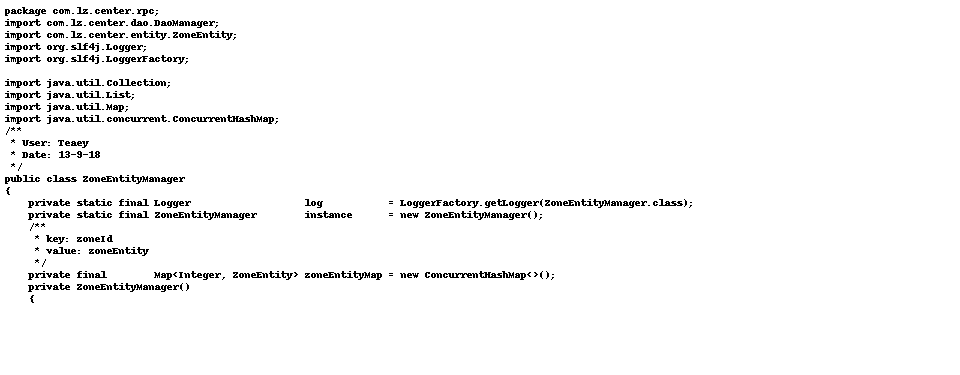 package com.lz.center.rpc;
import com.lz.center.dao.DaoManager;
import com.lz.center.entity.ZoneEntity;
import org.slf4j.Logger;
import org.slf4j.LoggerFactory;

import java.util.Collection;
import java.util.List;
import java.util.Map;
import java.util.concurrent.ConcurrentHashMap;
/**
 * User: Teaey
 * Date: 13-9-18
 */
public class ZoneEntityManager
{
    private static final Logger                   log           = LoggerFactory.getLogger(ZoneEntityManager.class);
    private static final ZoneEntityManager        instance      = new ZoneEntityManager();
    /**
     * key: zoneId
     * value: zoneEntity
     */
    private final        Map<Integer, ZoneEntity> zoneEntityMap = new ConcurrentHashMap<>();
    private ZoneEntityManager()
    {